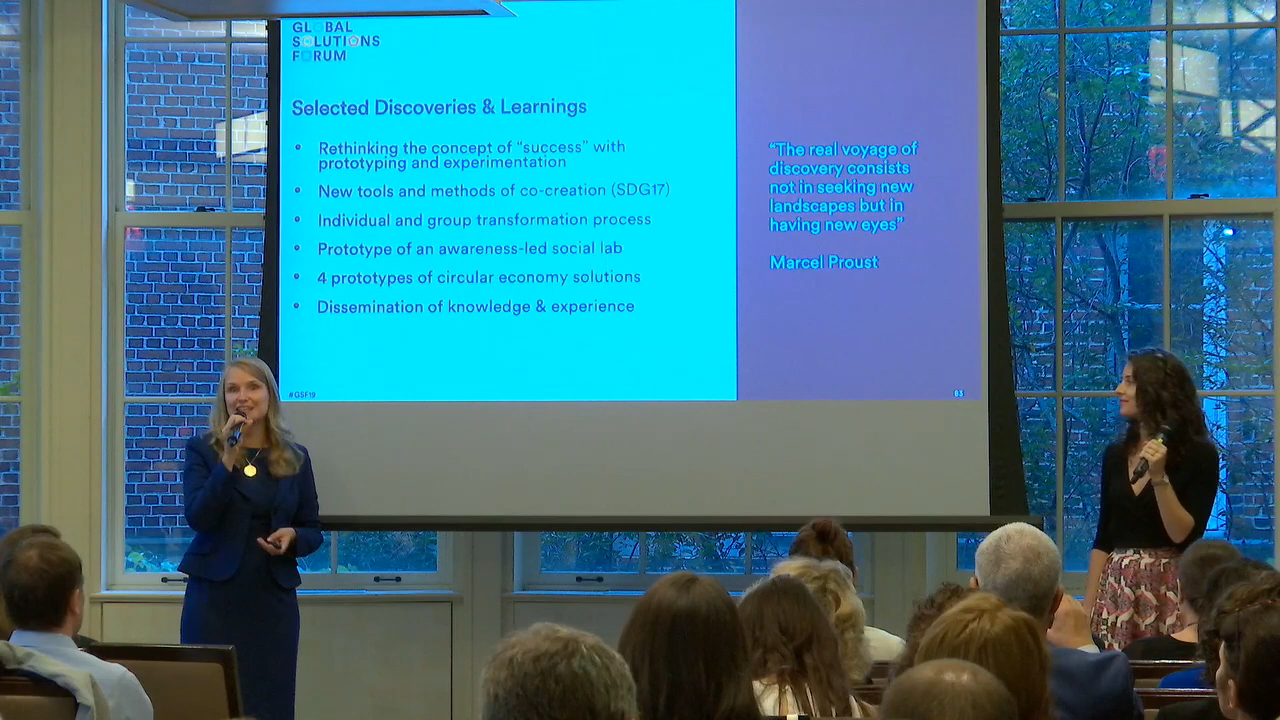 GLOBAL
SOLUTIONS
FORUM
Selected Discoveries & Learnings
• Rethinking the concept of “success” with
prototyping and experimentation
• New tools and methods of co-creation (SDG17)
• Individual and group transformation process
• Prototype of an awareness-led social lab
• 4 prototypes of circular economy solutions
• Dissemination of knowledge & experience
#GSF19
“The real voyage of
discovery consists
not in seeking new
landscapes but in
having new eyes”
Marcel Proust
63